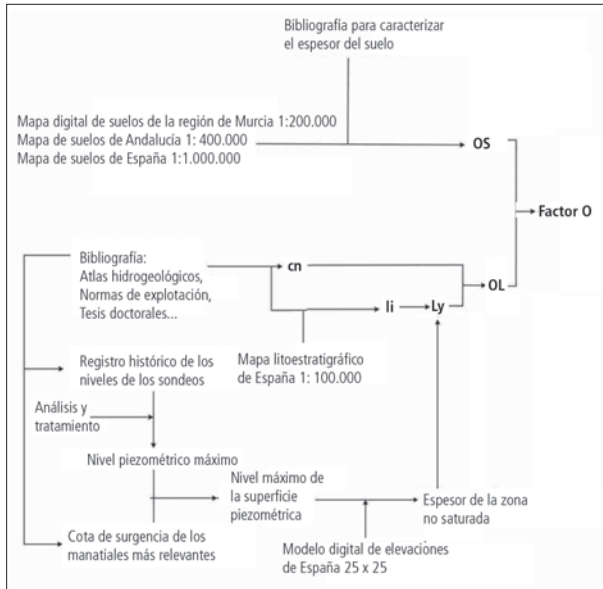 Bibliografía para caracterizar
el espesor del suelo
Mapa digital de suelos de la región de Murcia 1:200.000
Mapa de suelos de Andalucía 1: 400.000
Mapa de suelos de España 1:1.000.000
OS
Factor O
Bibliografía:
Atlas hidrogeológicos,
Normas de explotación,
Tesis doctorales...
cn
OL
li
Ly
Mapa litoestratigráfico
de España 1: 100.000
Registro histórico de los
niveles de los sondeos
Análisis y
tratamiento
Nivel piezométrico máximo
Nivel máximo de
la superficie
piezométrica
Espesor de la zona
no saturada
Cota de surgencia de los
manatiales más relevantes
Modelo digital de elevaciones
de España 25 x 25